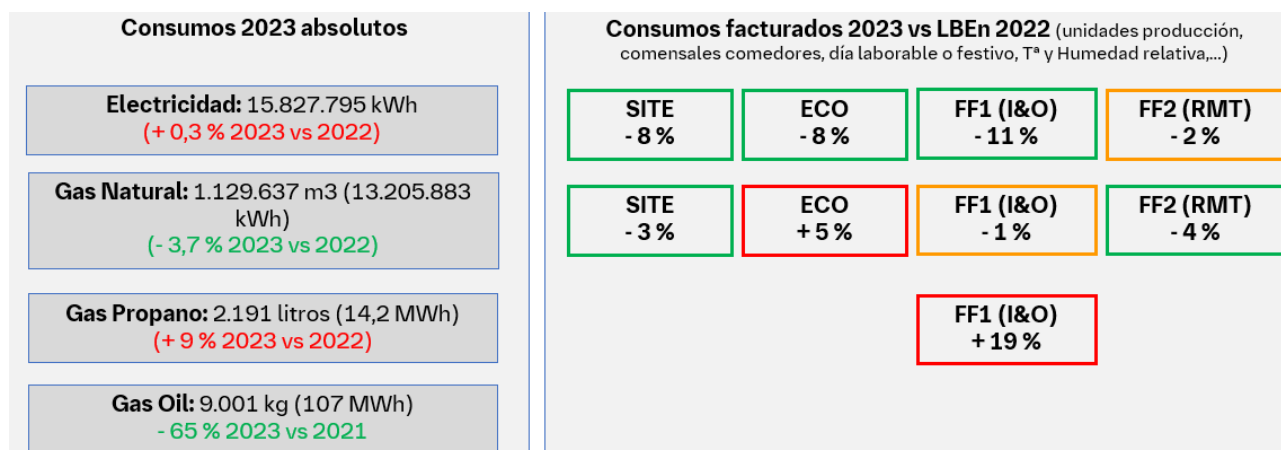 Consumos 2023 absolutos
Electricidad: 15.827.795 kWh
(+ 0,3 % 2023 vs 2022)
Gas Natural: 1.129.637 m3 (13.205.883
kWh)
(- 3,7 % 2023 vs 2022)
Gas Propano: 2.191 litros (14,2 MWh)
(+ 9 % 2023 vs 2022)
Gas Oil: 9.001 kg (107 MWh)
- 65 % 2023 vs 2021
Consumos facturados 2023 vs LBEn 2022 (unidades producción,
comensales comedores, día laborable o festivo, Tª y Humedad relativa,...)
SITE
- 8 %
ECO
- 8 %
FF1 (I&O)
- 11 %
FF2 (RMT)
- 2 %
SITE
- 3 %
ECO
+ 5 %
FF1 (I&O)
- 1 %
FF2 (RMT)
- 4 %
FF1 (I&O)
+ 19 %